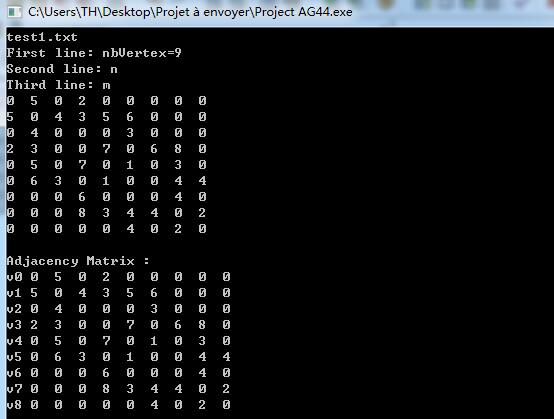 C:\Users\TH\Desktop\Projet à envoyer\Project AG44.exe
test1.txt
First line: nbVertex=9
Second line: n
Third line: m
0 5 0 2 0 0 0 0 0
5 0 4 3 5 6 0 0 0
0 4 0 0 0 3 0 0 0
2 3 0 0 7 0 6 8 0
0 5 0 7 0 1 0 3 0
0 6 3 0 1 0 0 4 4
0 0 0 6 0 0 0 4 0
0 0 0 8 3 4 4 0 2
0 0 0 0 0 4 0 2 0
Adjacency Matrix :
v0 0 5 0 2 0 0 0 0 0
v1 5 0 4 3 5 6 0 0 0
v2 0 4 0 0 0 3 0 0 0
v3 2 3 0 0 7 0 6 8 0
v4 0 5 0 7 0 1 0 3 0
v5 0 6 3 0 1 0 0 4 4
v6 0 0 0 6 0 0 0 4 0
v7 0 0 0 8 3 4 4 0 2
v8 0 0 0 0 0 4 0 2 0